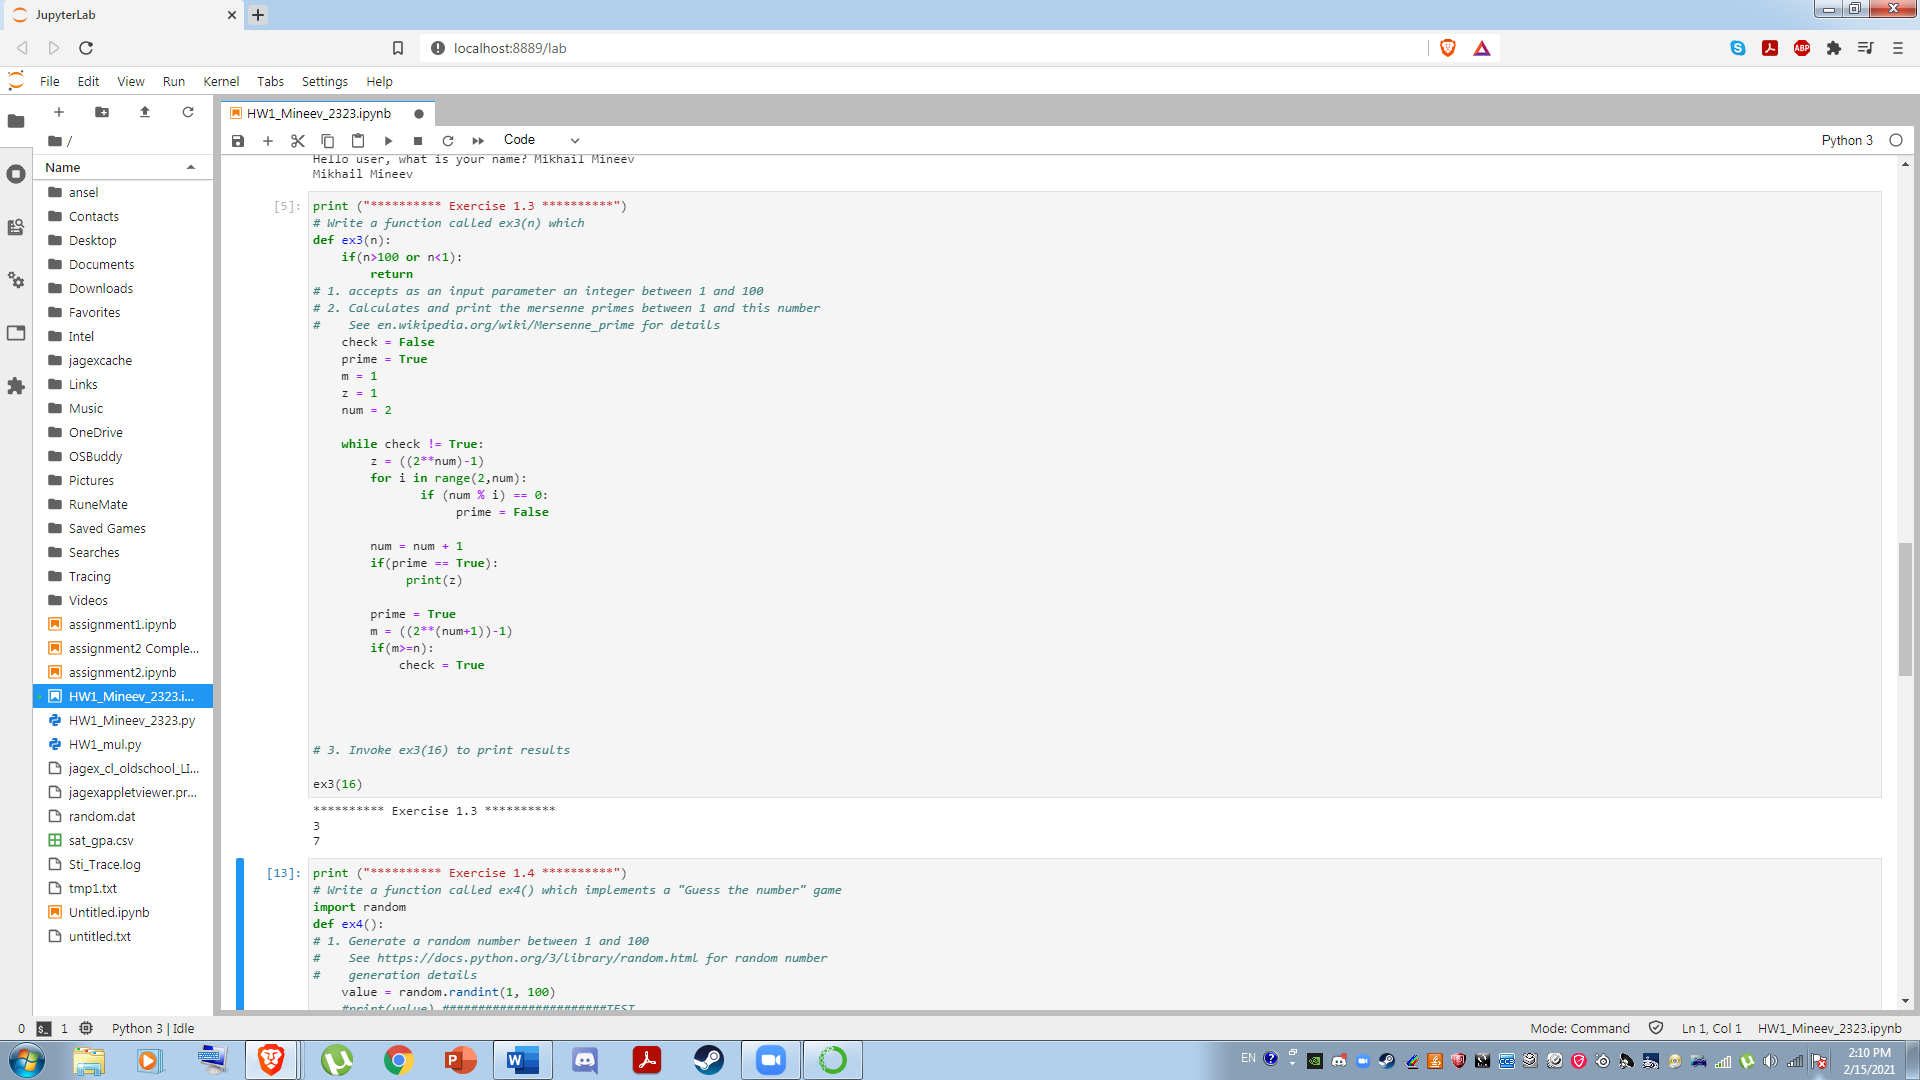 JupyterLab
localhost:8889/lab
ABP
File Edit View Run Kernel Tabs Settings Help
HW1_Mineev_2323.ipynb
/
Code
Python 3
Name
ansel
Contacts
Desktop
Documents
Downloads
Favorites
Intel
jagexcache
Links
Music
OneDrive
OSBuddy
Pictures
RuneMate
Saved Games
Searches
Tracing
Videos
assignment1.ipynb
assignment2 Comple...
assignment2.ipynb
HW1_Mineev_2323.i...
HW1_Mineev_2323.py
HW1_mul.py
jagex_cl_oldschool_LI...
jagexappletviewer.pr...
random.dat
sat_gpa.csv
Sti_Trace.log
tmp1.txt
Untitled.ipynb
untitled.txt
Hello user, what is your name? Mikhail Mineev
Mikhail Mineev
[5]: print ("********** Exercise 1.3 **********")
# Write a function called ex3(n) which
def ex3(n):
    if(n>100 or n<1):
        return
# 1. accepts as an input parameter an integer between 1 and 100
# 2. Calculates and print the mersenne primes between 1 and this number
#    See en.wikipedia.org/wiki/Mersenne_prime for details
    check = False
    prime = True
    m = 1
    z = 1
    num = 2
    while check != True:
        z = ((2**num)-1)
        for i in range(2,num):
               if (num % i) == 0:
                    prime = False
        num = num + 1
        if(prime == True):
             print(z)
        prime = True
        m = ((2**(num+1))-1)
        if(m>=n):
            check = True
# 3. Invoke ex3(16) to print results
ex3(16)
********** Exercise 1.3 **********
3
7
[13]: print ("********** Exercise 1.4 **********")
# Write a function called ex4() which implements a "Guess the number" game
import random
def ex4():
# 1. Generate a random number between 1 and 100
#    See https://docs.python.org/3/library/random.html for random number
#    generation details
    value = random.randint(1, 100)
    #print(value) #######################TEST
0 $_ 1 Python 3 | Idle
Mode: Command Ln 1, Col 1 HW1_Mineev_2323.ipynb
EN
2:10 PM
2/15/2021